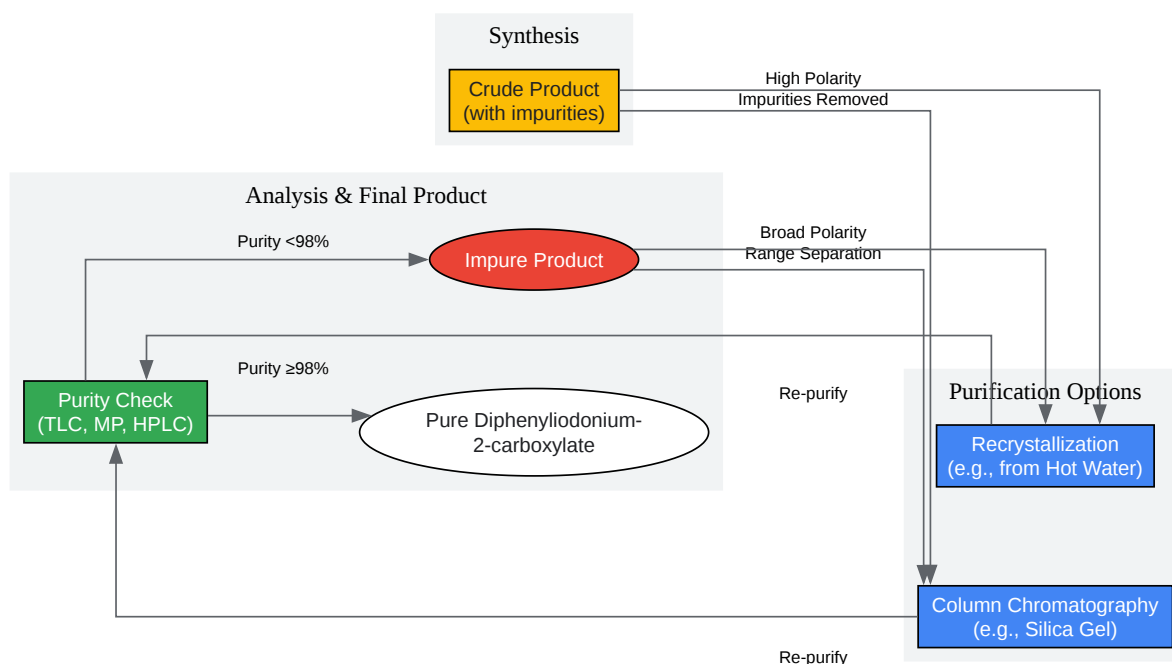 Synthesis
Crude Product
(with impurities)
High Polarity
Impurities Removed
Analysis & Final Product
Purity <98%
Impure Product
Broad Polarity
Range Separation
Purity ≥98%
Purity Check
(TLC, MP, HPLC)
Pure Diphenyliodonium-
2-carboxylate
Re-purify
Purification Options
Recrystallization
(e.g., from Hot Water)
Column Chromatography
(e.g., Silica Gel)
Re-purify